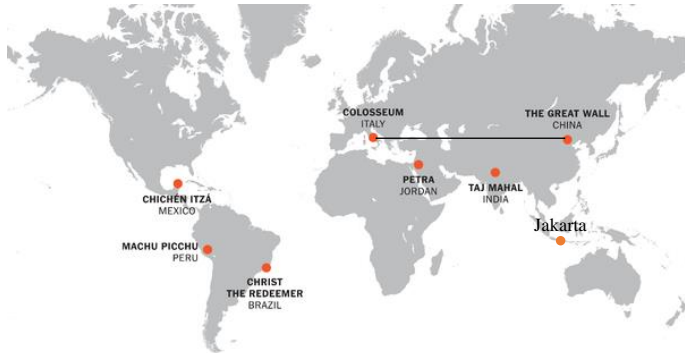 COLOSSEUM
ITALY
THE GREAT WALL
CHINA
PETRA
JORDAN
TAJ MAHAL
INDIA
CHICHÉN ITZÁ
MEXICO
Jakarta
MACHU PICCHU
PERU
CHRIST
THE REDEEMER
BRAZIL